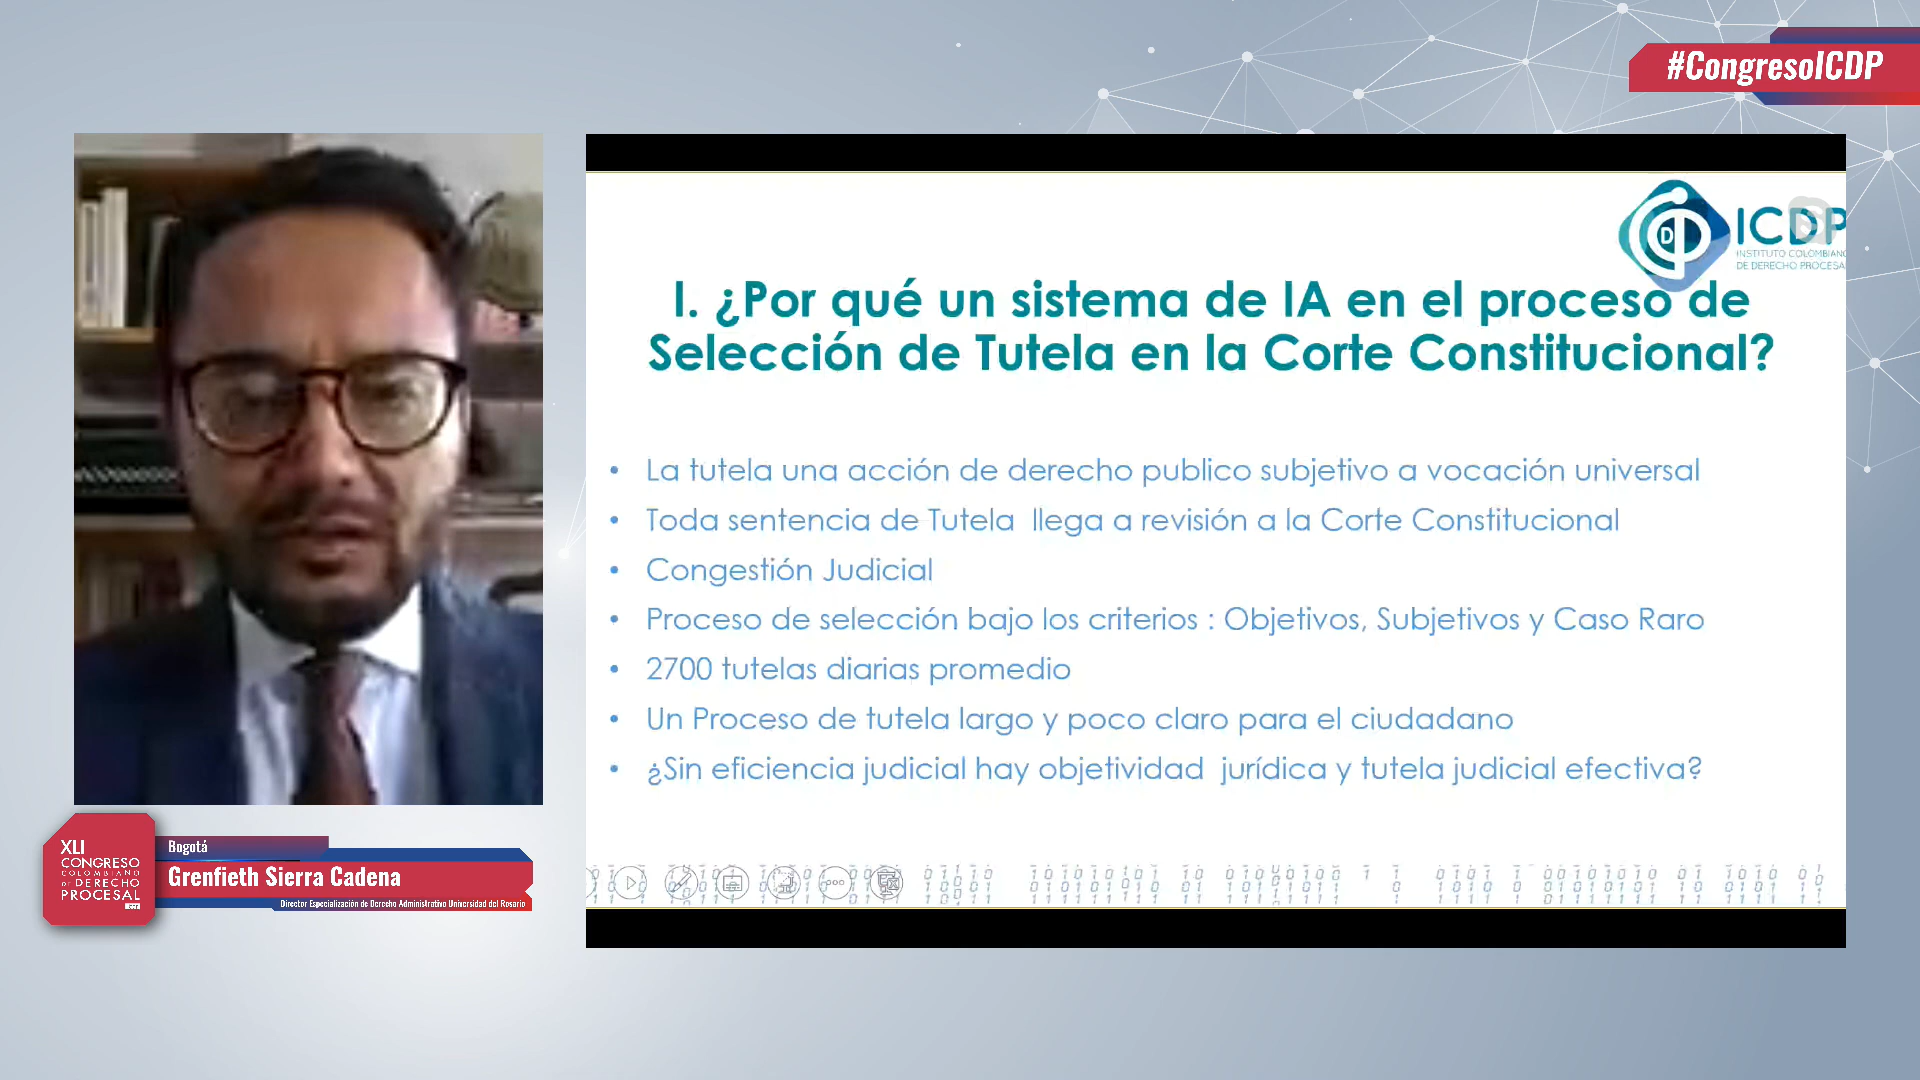 #CongresoICDP
ICDP
INSTITUTO COLOMBIANO
DE DERECHO PROCESAL
I. ¿Por qué un sistema de IA en el proceso de
Selección de Tutela en la Corte Constitucional?
• La tutela una acción de derecho publico subjetivo a vocación universal
• Toda sentencia de Tutela llega a revisión a la Corte Constitucional
• Congestión Judicial
• Proceso de selección bajo los criterios : Objetivos, Subjetivos y Caso Raro
• 2700 tutelas diarias promedio
• Un Proceso de tutela largo y poco claro para el ciudadano
• ¿Sin eficiencia judicial hay objetividad jurídica y tutela judicial efectiva?
XLI
CONGRESO
COLOMBIANO
DE DERECHO
PROCESAL
Bogotá
Grenfieth Sierra Cadena
Director Especialización de Derecho Administrativo Universidad del Rosario